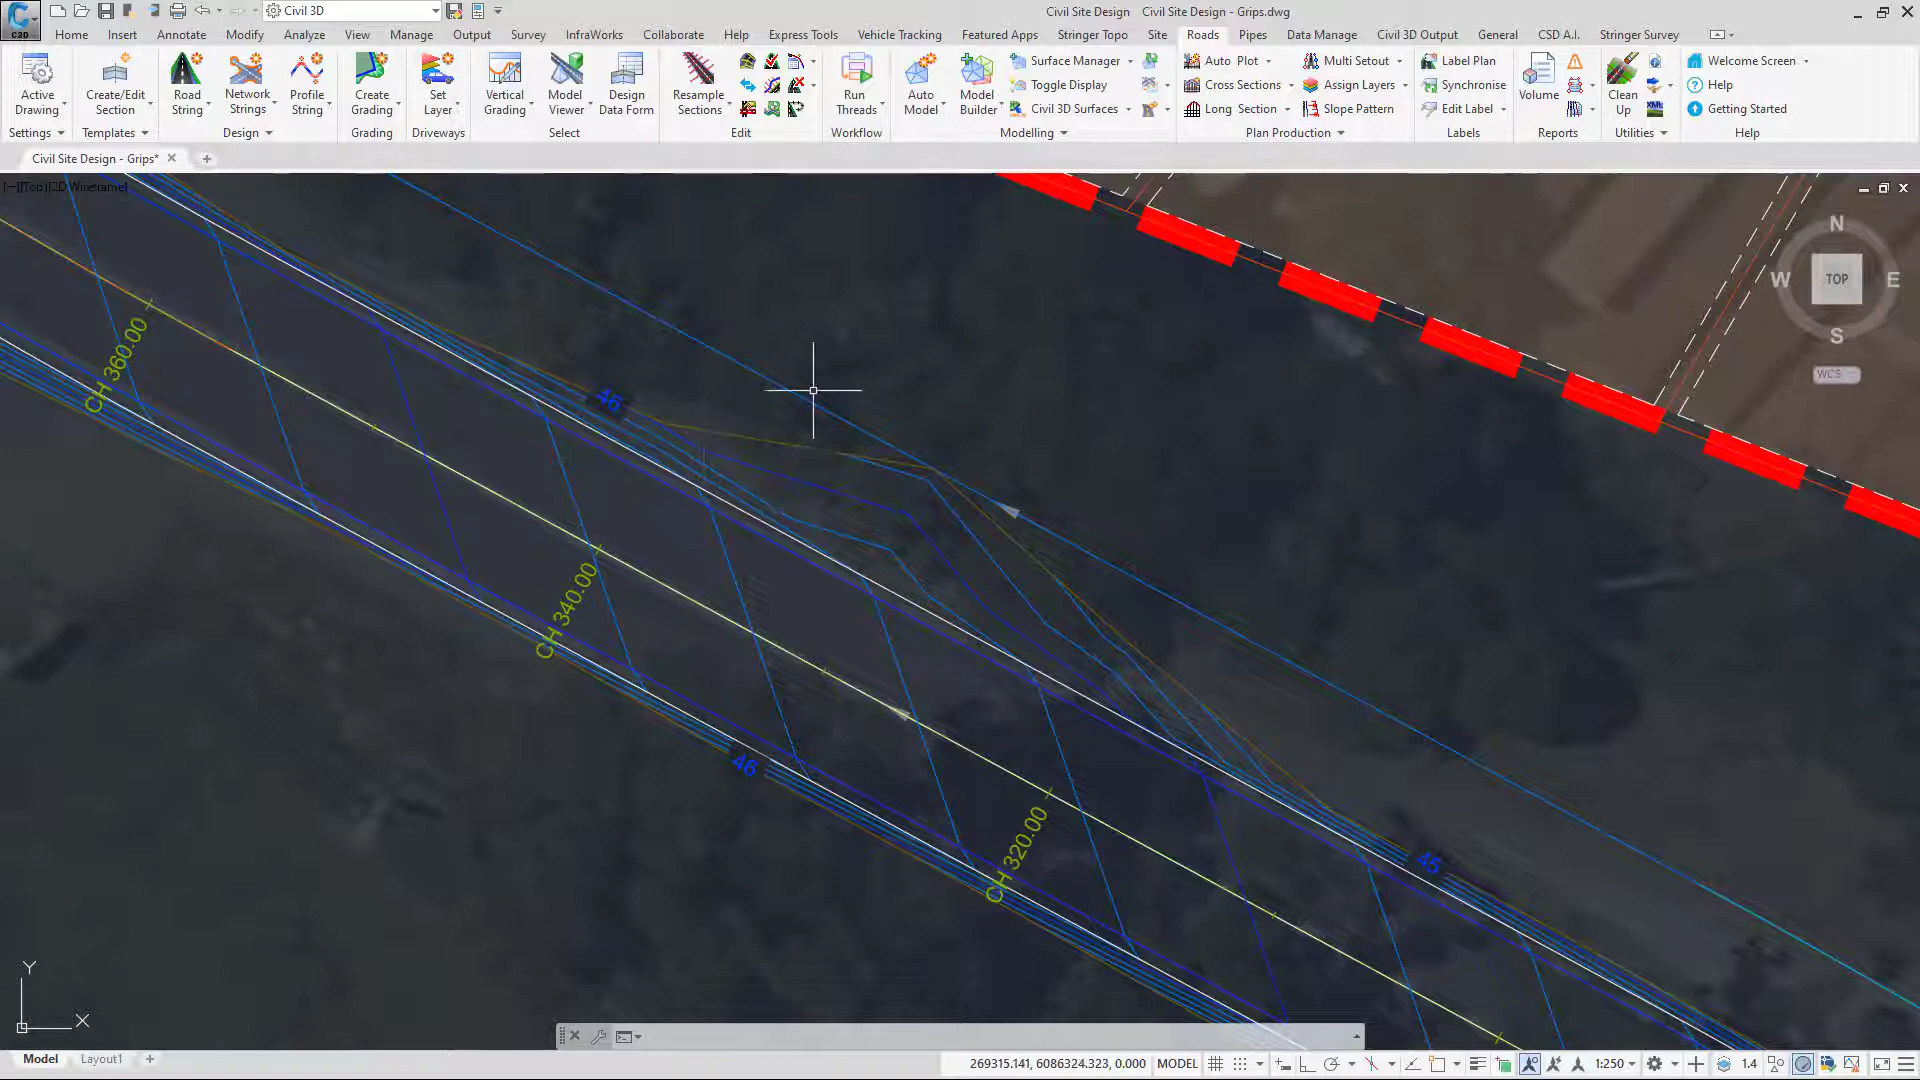 Civil 3D
Civil Site Design Civil Site Design - Grips.dwg
C3D
Home Insert Annotate Modify Analyze View Manage Output Survey InfraWorks Collaborate Help Express Tools Vehicle Tracking Featured Apps Stringer Topo Site Roads Pipes Data Manage Civil 3D Output General CSD A.I. Stringer Survey
Active Drawing
Create/Edit Section
Road String
Network Strings
Profile String
Create Grading
Set Layer
Vertical Grading
Model Viewer
Design Data Form
Resample Sections
Run Threads
Auto Model
Model Builder
Surface Manager
Toggle Display
Civil 3D Surfaces
Auto Plot
Cross Sections
Long Section
Multi Setout
Assign Layers
Slope Pattern
Label Plan
Synchronise
Edit Label
Volume
Clean Up
XML
Welcome Screen
Help
Getting Started
Settings Templates Design Grading Driveways Select Edit Workflow Modelling Plan Production Labels Reports Utilities Help
Civil Site Design - Grips*
[−][Top][2D Wireframe]
N
W TOP E
S
WCS
CH 360.00
46
CH 340.00
46
CH 320.00
45
Y
X
Model Layout1
269315.141, 6086324.323, 0.000 MODEL 1:250 1.4